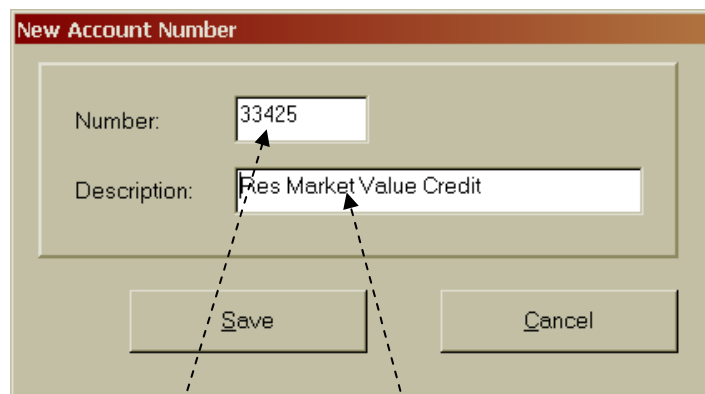 New Account Number
Number: 33425
Description: Res Market Value Credit
Save Cancel